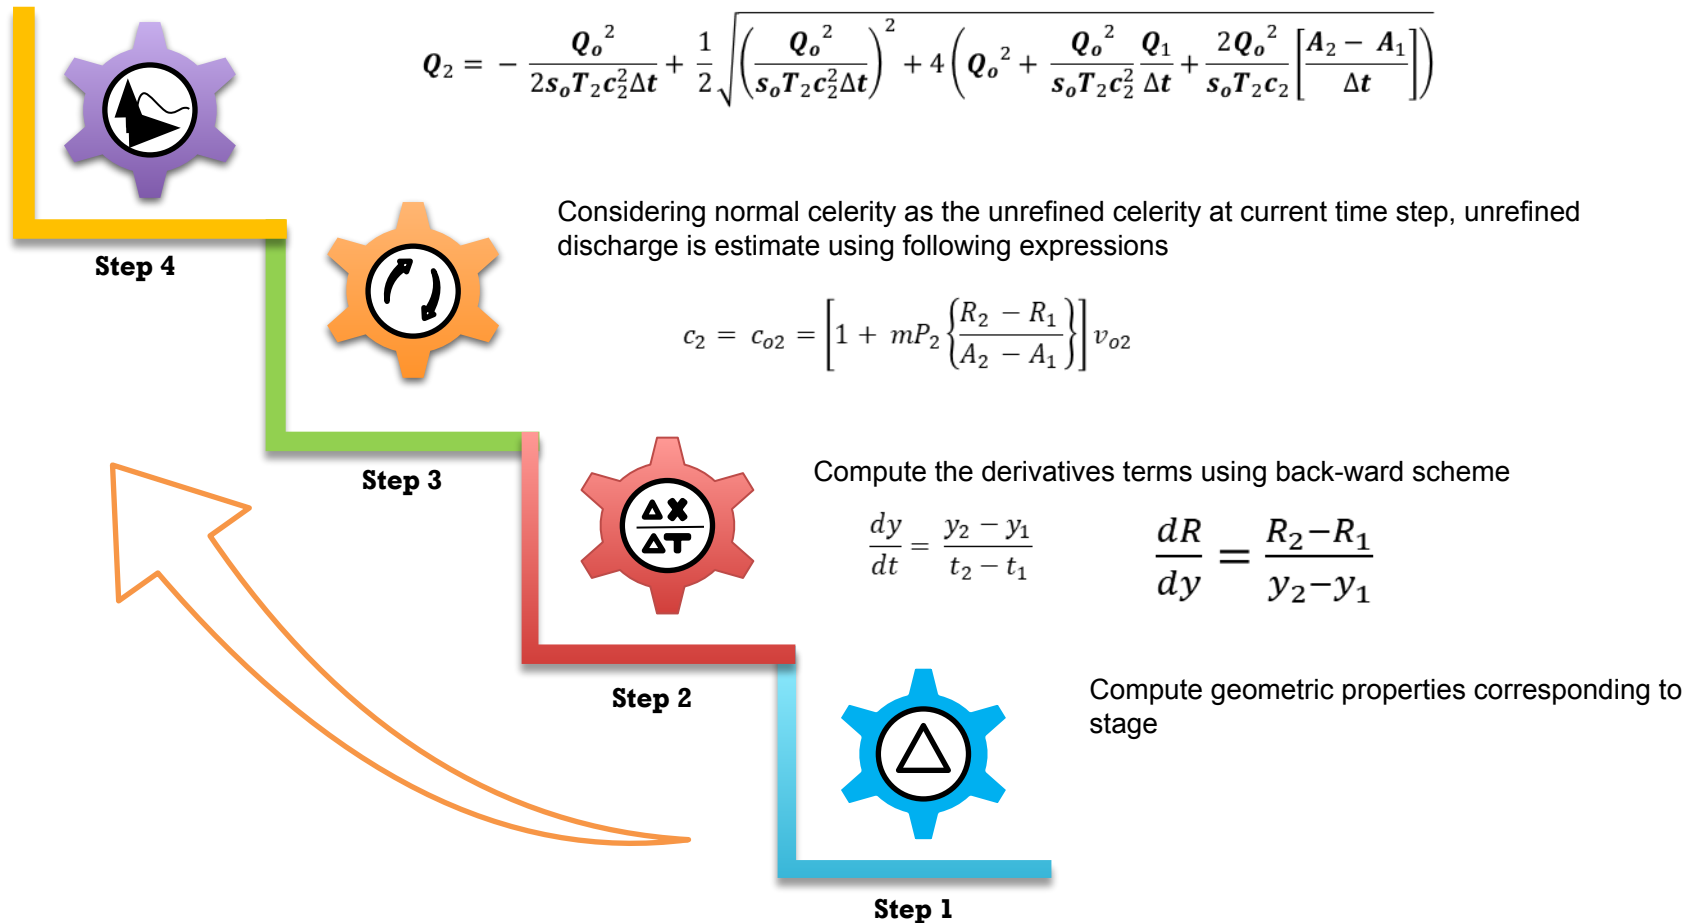 Q₂ = − Qₒ² / (2sₒT₂c₂²Δt) + 1/2 √((Qₒ² / (sₒT₂c₂²Δt))² + 4(Qₒ² + Qₒ²/(sₒT₂c₂²) Q₁/Δt + 2Qₒ²/(sₒT₂c₂) [(A₂ − A₁)/Δt]))
Step 4
Considering normal celerity as the unrefined celerity at current time step, unrefined
discharge is estimate using following expressions
c₂ = cₒ₂ = [1 + mP₂ {(R₂ − R₁)/(A₂ − A₁)}] vₒ₂
Step 3
Compute the derivatives terms using back-ward scheme
dy/dt = (y₂ − y₁)/(t₂ − t₁)
dR/dy = (R₂−R₁)/(y₂−y₁)
ΔX
ΔT
Step 2
Compute geometric properties corresponding to
stage
Step 1